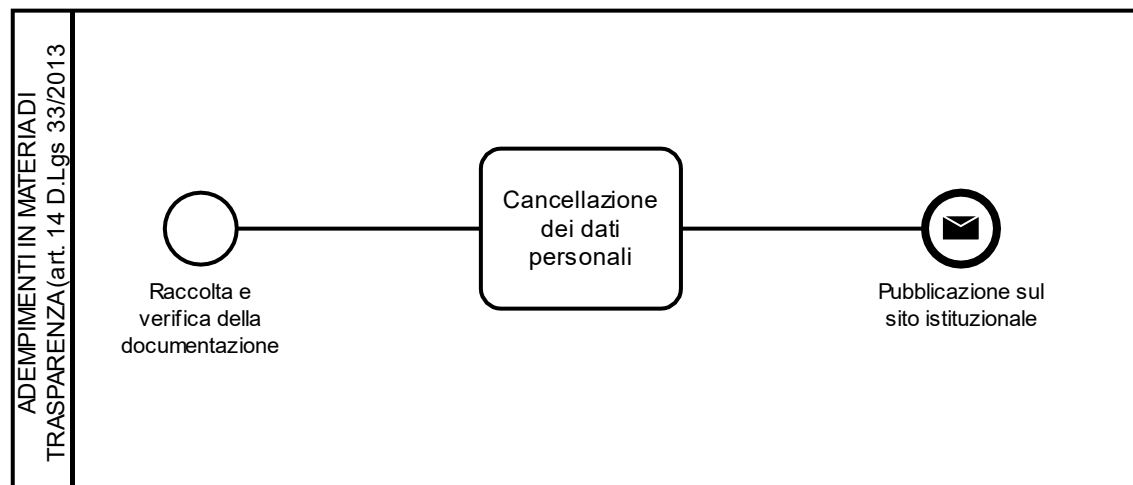 ADEMPIMENTI IN MATERIA DI
TRASPARENZA(art. 14 D.Lgs 33/2013
Cancellazione
dei dati
personali
Raccolta e
verifica della
documentazione
Pubblicazione sul
sito istituzionale